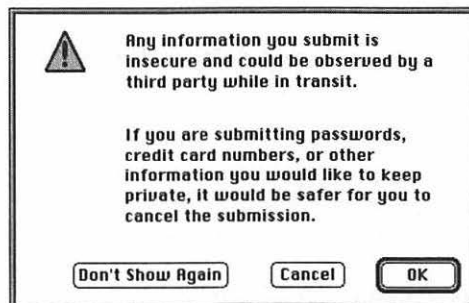 Any information you submit is
insecure and could be observed by a
third party while in transit.
If you are submitting passwords,
credit card numbers, or other
information you would like to keep
private, it would be safer for you to
cancel the submission.
Don't Show Again Cancel OK